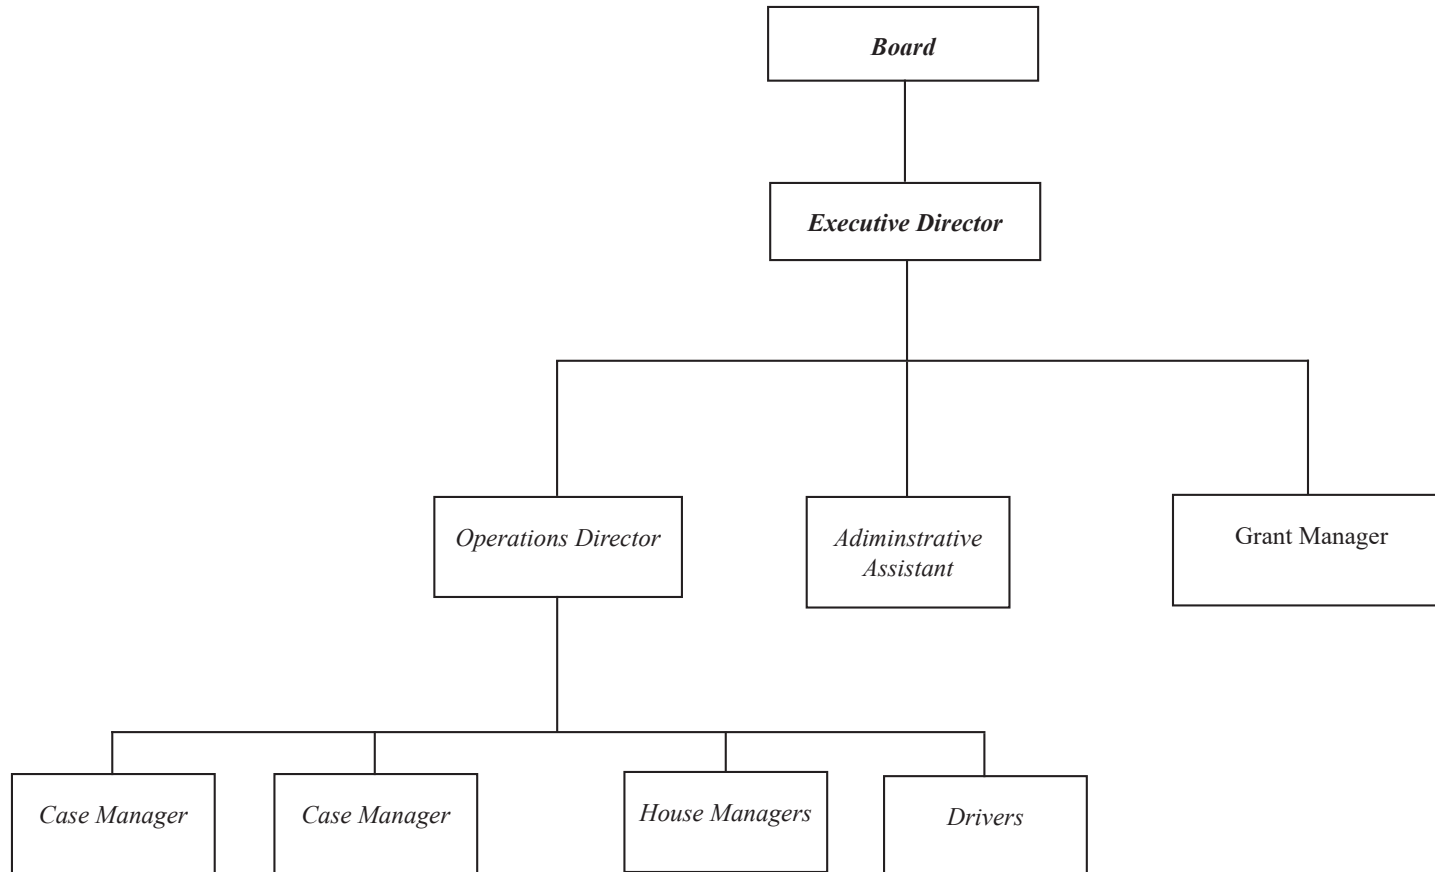 Board
Executive Director
Operations Director
Adiminstrative
Assistant
Grant Manager
Case Manager
Case Manager
House Managers
Drivers